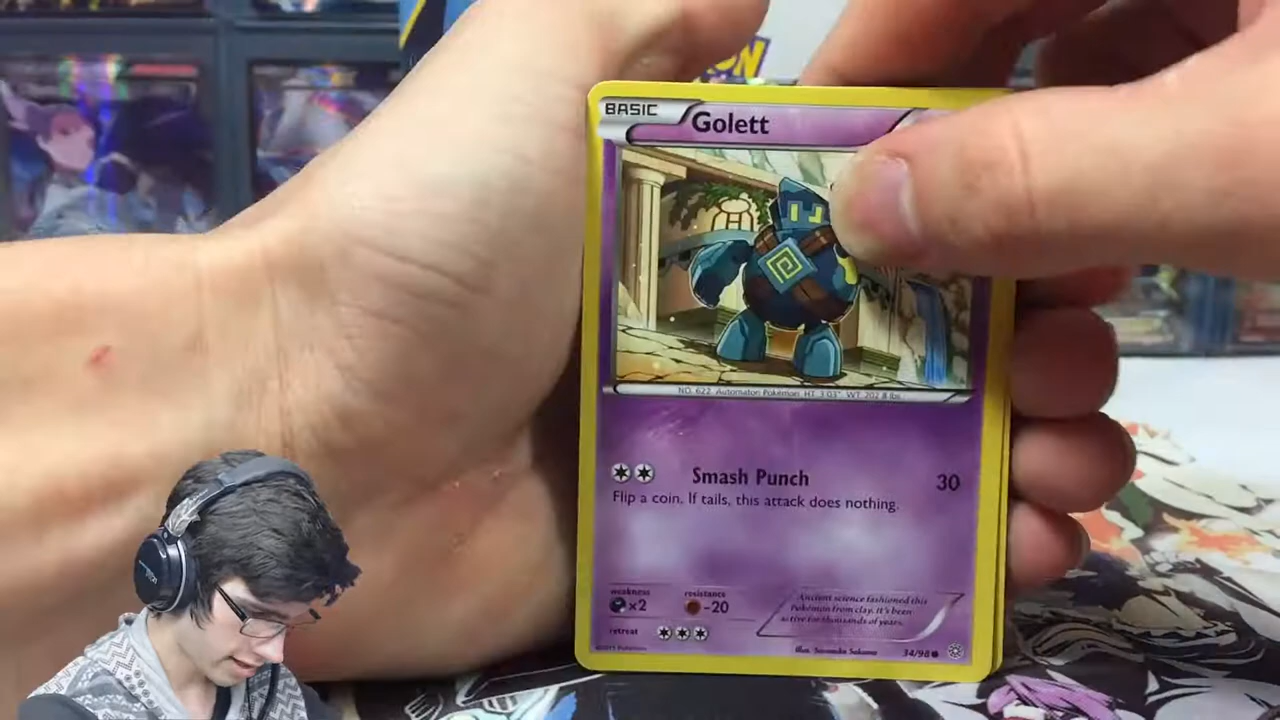 BASIC
Golett
NO. 622 Automaton Pokémon HT. 3'03" WT. 202.8 lbs
Smash Punch 30
Flip a coin. If tails, this attack does nothing.
weakness
×2
resistance
-20
retreat
Ancient science fashioned this
Pokémon from clay. It's been
active for thousands of years.
©2015 Pokémon
Illus.
34/98